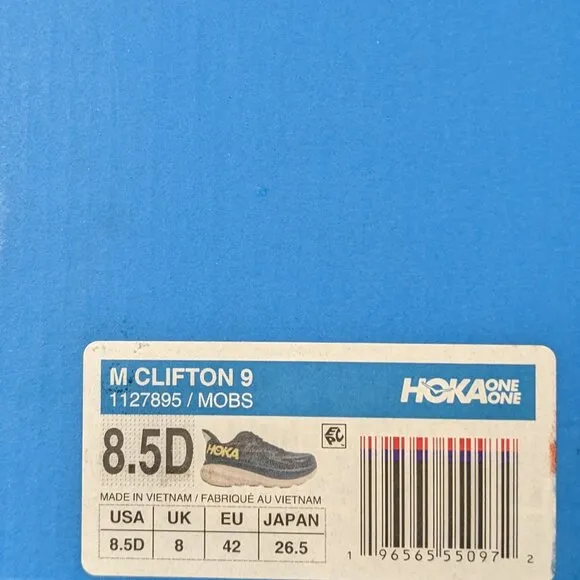 M CLIFTON 9
1127895 / MOBS
HOKA ONE ONE
8.5D
HOKA
MADE IN VIETNAM / FABRIQUÉ AU VIETNAM
USA UK EU JAPAN
8.5D 8 42 26.5
1 96565 55097 2